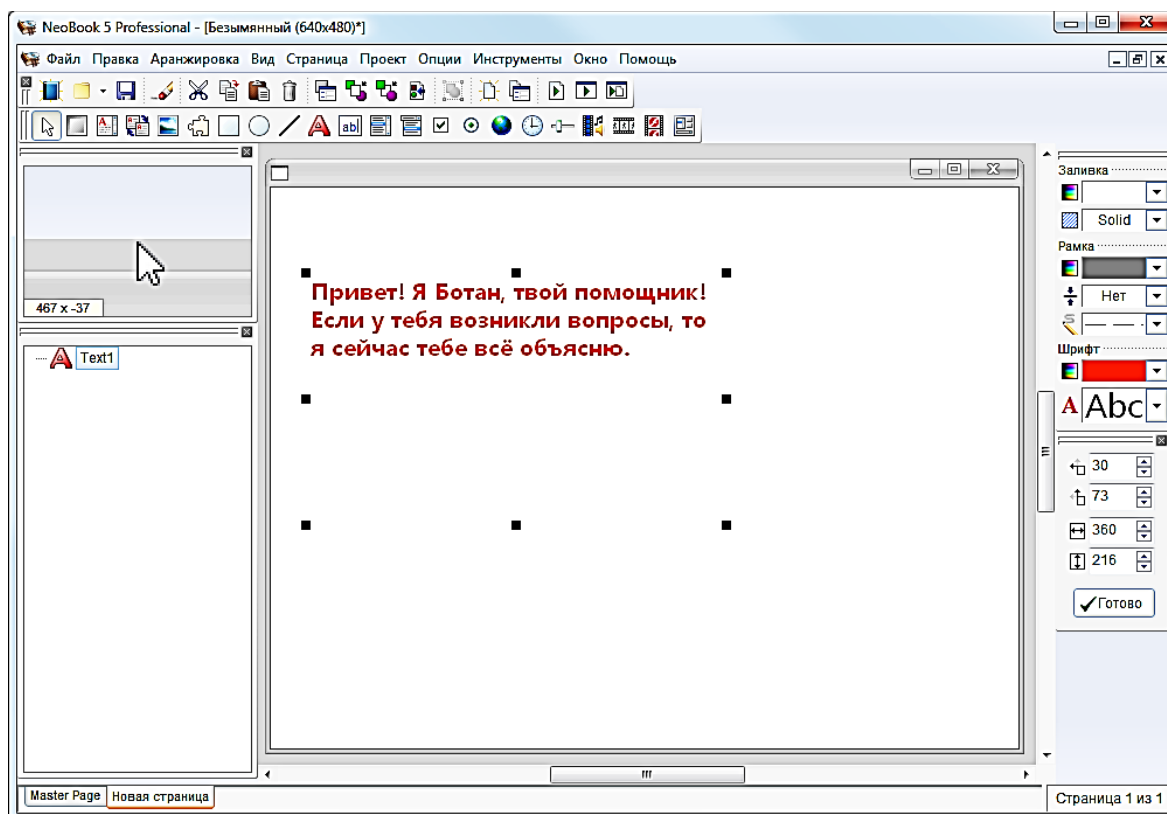 NeoBook 5 Professional - [Безымянный (640x480)*]
Файл Правка Аранжировка Вид Страница Проект Опции Инструменты Окно Помощь
467 x -37
Text1
Привет! Я Ботан, твой помощник!
Если у тебя возникли вопросы, то
я сейчас тебе всё объясню.
Заливка
Solid
Рамка
Нет
Шрифт
A Abc
30
73
360
216
Готово
Master Page Новая страница
Страница 1 из 1